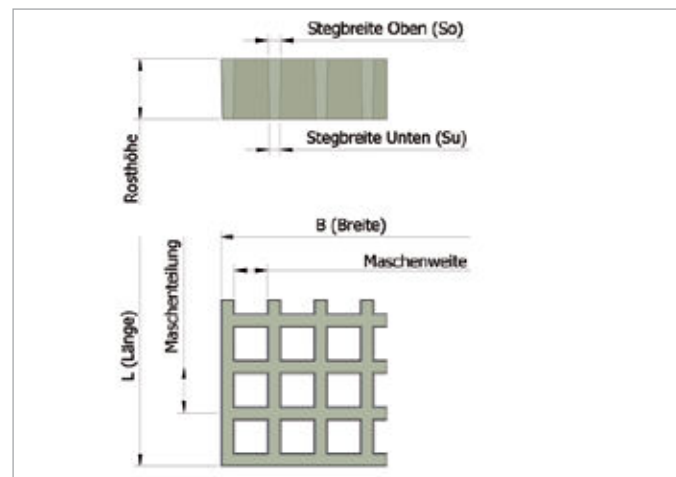 Stegbreite Oben (So)
Rosthöhe
Stegbreite Unten (Su)
B (Breite)
Maschenweite
Maschenteilung
L (Länge)